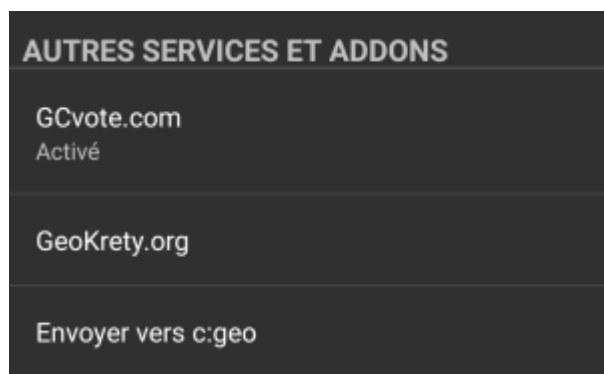 AUTRES SERVICES ET ADDONS
GCvote.com
Activé
GeoKrety.org
Envoyer vers c:geo